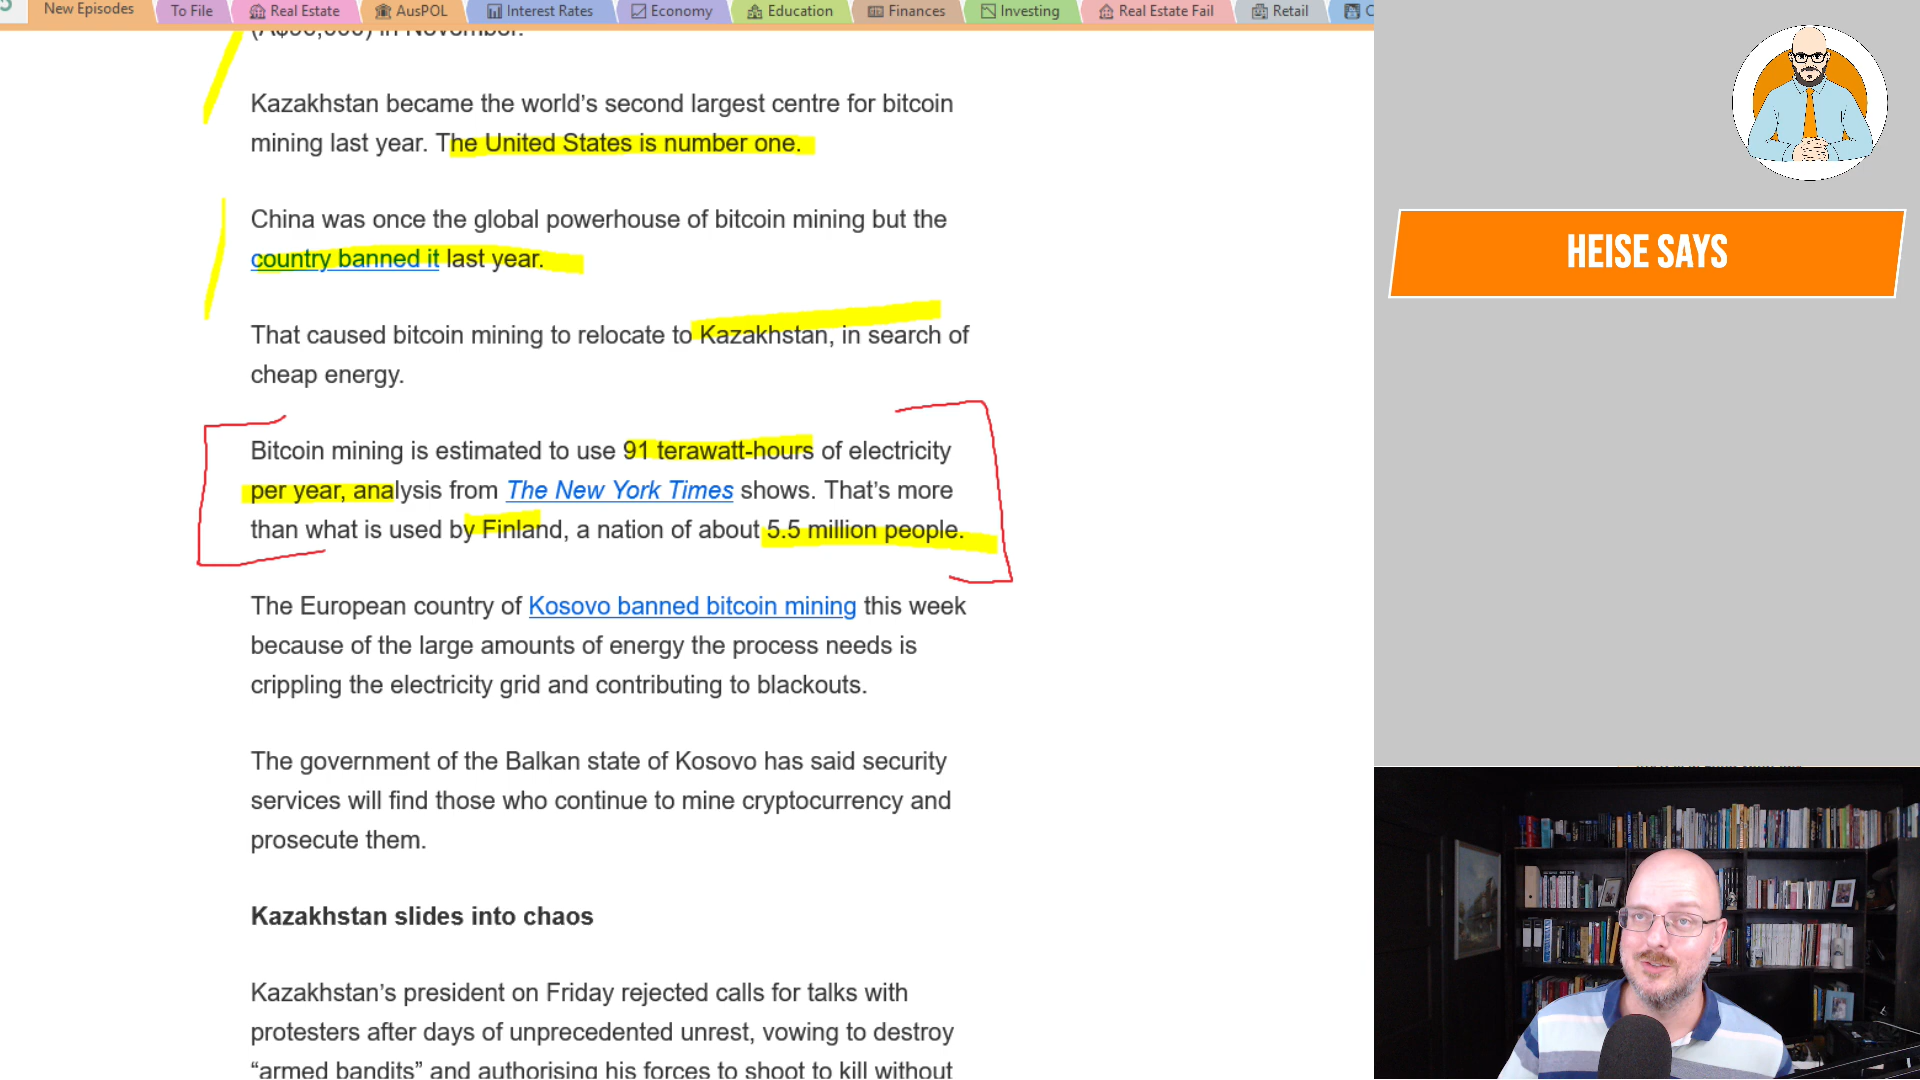 New Episodes
To File
Real Estate
AusPOL
Interest Rates
Economy
Education
Finances
Investing
Real Estate Fail
Retail
in November.
Kazakhstan became the world’s second largest centre for bitcoin
mining last year. The United States is number one.
China was once the global powerhouse of bitcoin mining but the
country banned it last year.
That caused bitcoin mining to relocate to Kazakhstan, in search of
cheap energy.
Bitcoin mining is estimated to use 91 terawatt-hours of electricity
per year, analysis from The New York Times shows. That’s more
than what is used by Finland, a nation of about 5.5 million people.
The European country of Kosovo banned bitcoin mining this week
because of the large amounts of energy the process needs is
crippling the electricity grid and contributing to blackouts.
The government of the Balkan state of Kosovo has said security
services will find those who continue to mine cryptocurrency and
prosecute them.
Kazakhstan slides into chaos
Kazakhstan’s president on Friday rejected calls for talks with
protesters after days of unprecedented unrest, vowing to destroy
“armed bandits” and authorising his forces to shoot to kill without
HEISE SAYS